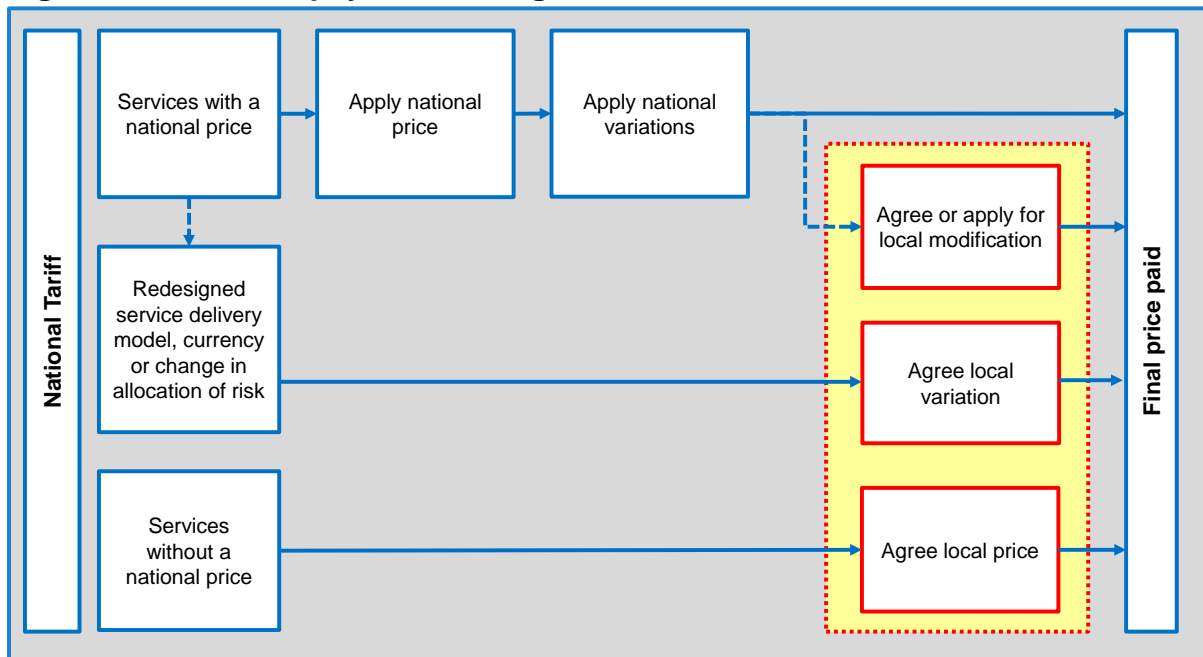 National Tariff
Services with a
national price
Apply national
price
Apply national
variations
Agree or apply for
local modification
Redesigned
service delivery
model, currency
or change in
allocation of risk
Agree local
variation
Services
without a
national price
Agree local price
Final price paid